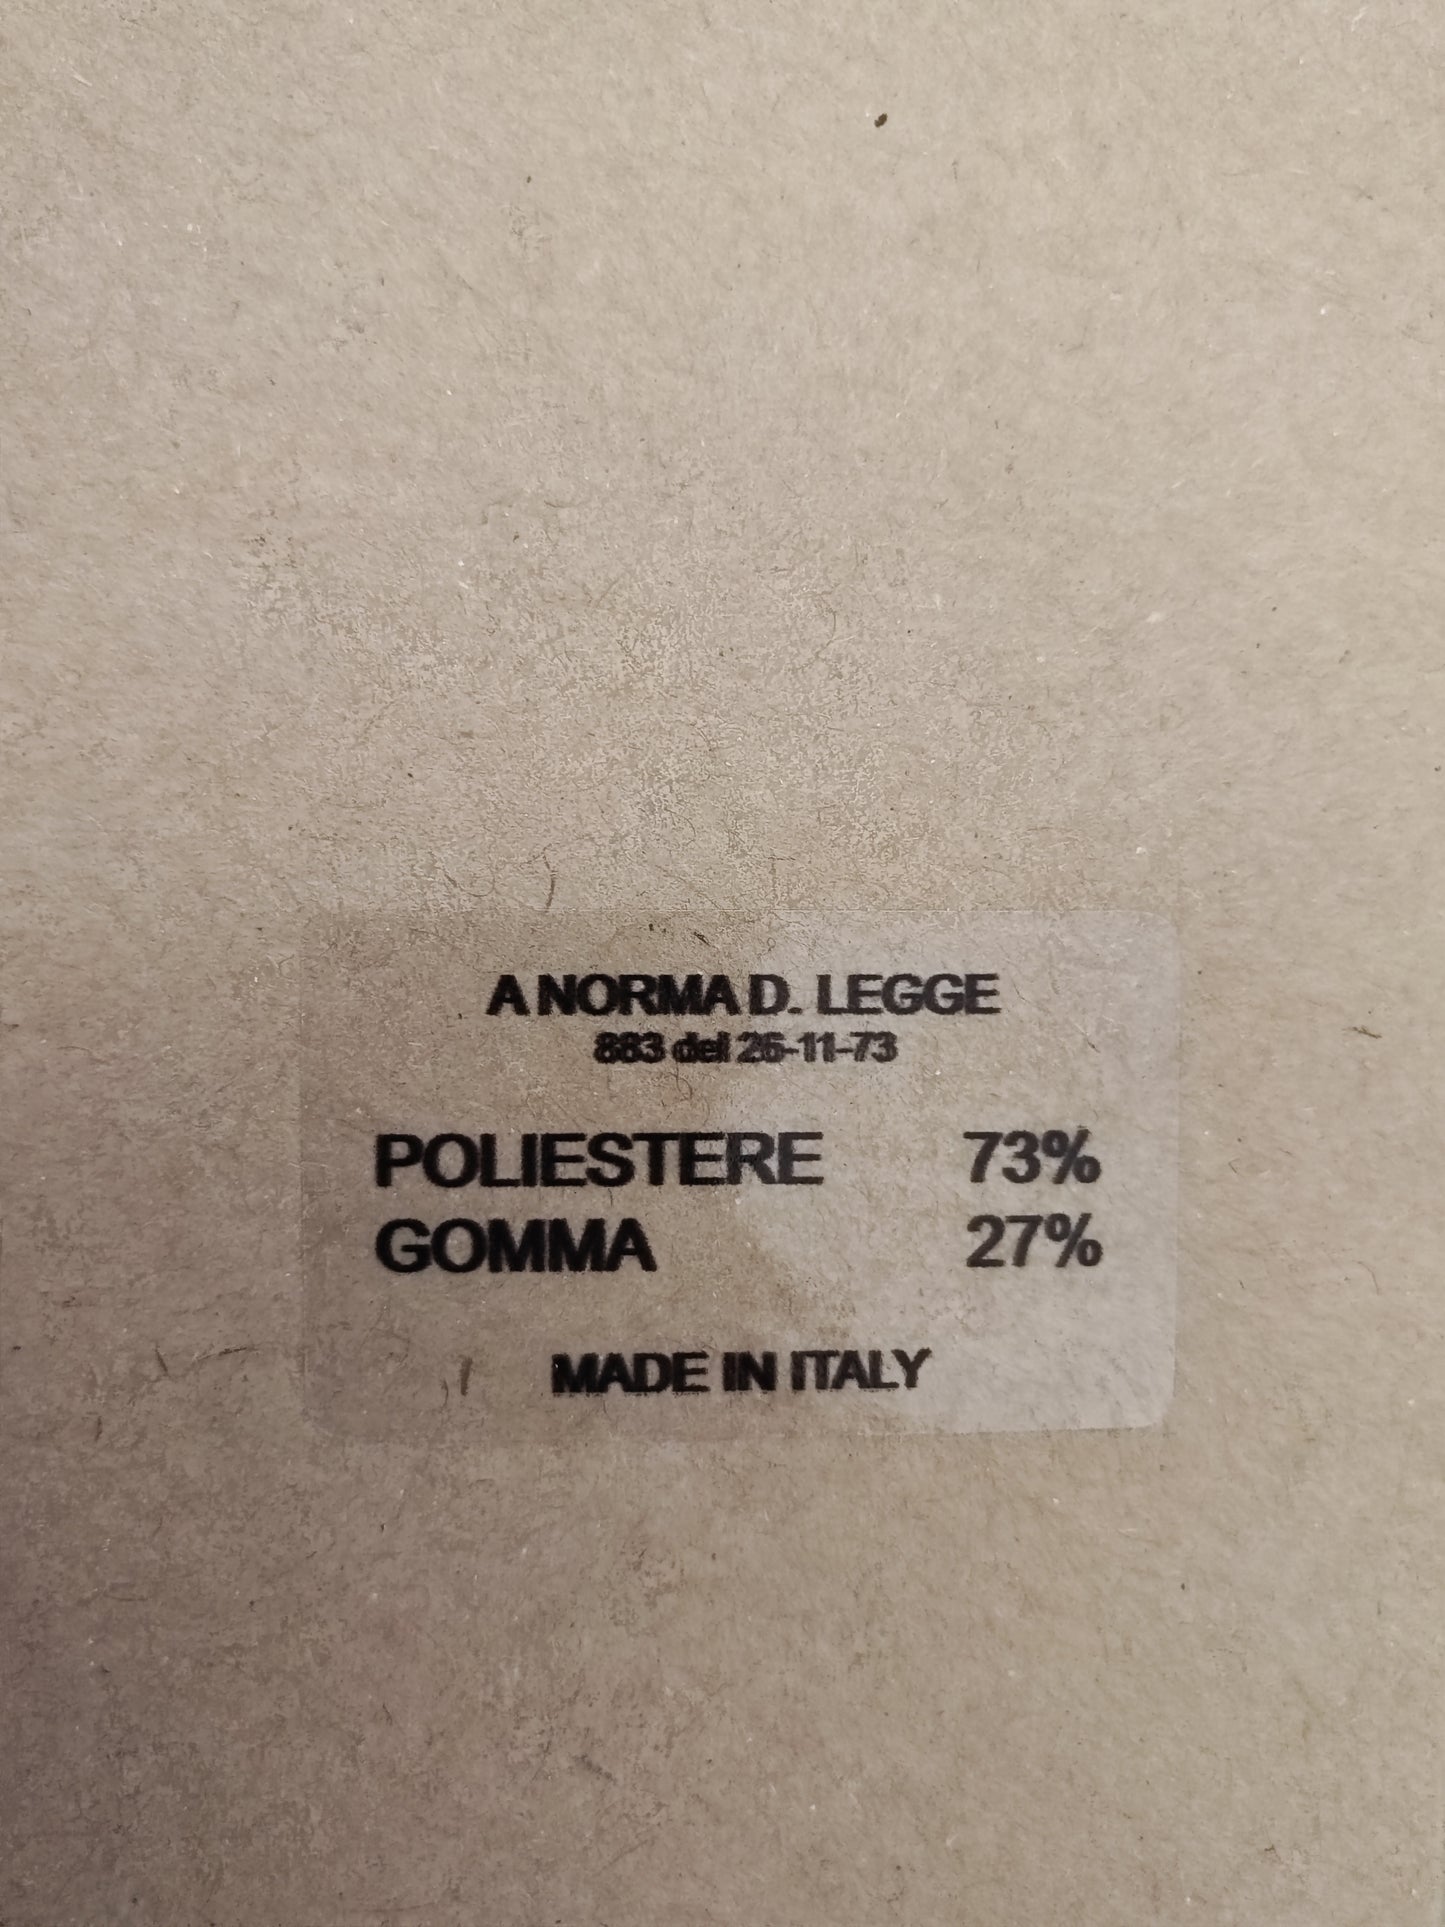 A NORMA D. LEGGE
883 del 26-11-73
POLIESTERE 73%
GOMMA 27%
MADE IN ITALY